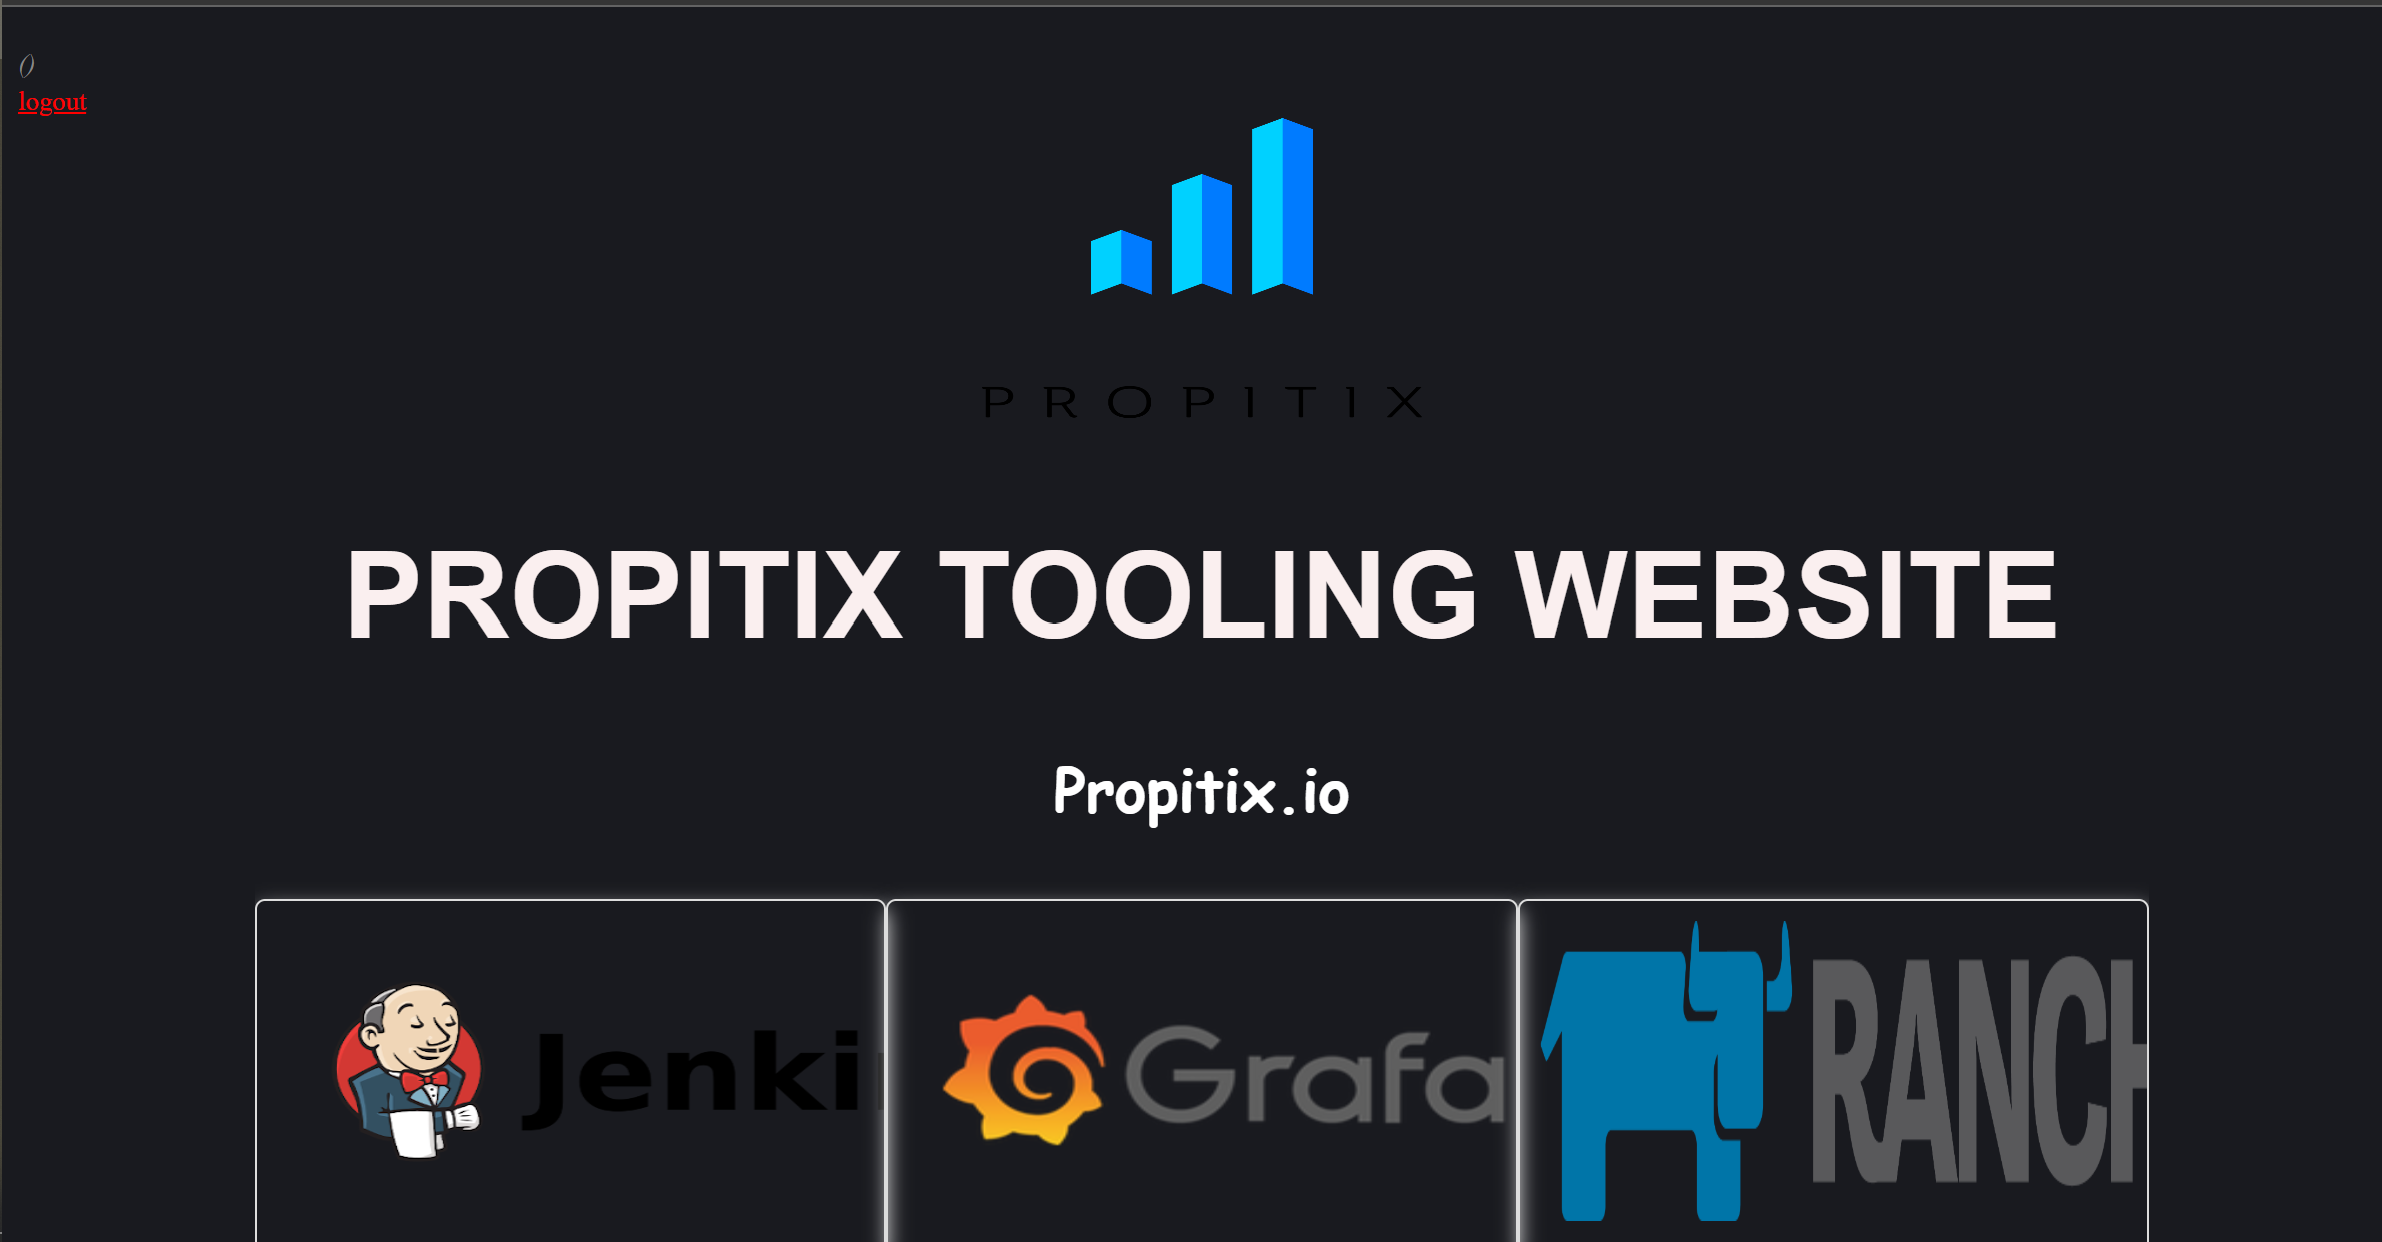 ()
logout
PROPITIX
PROPITIX TOOLING WEBSITE
Propitix.io
Jenki
Grafa
RANCH